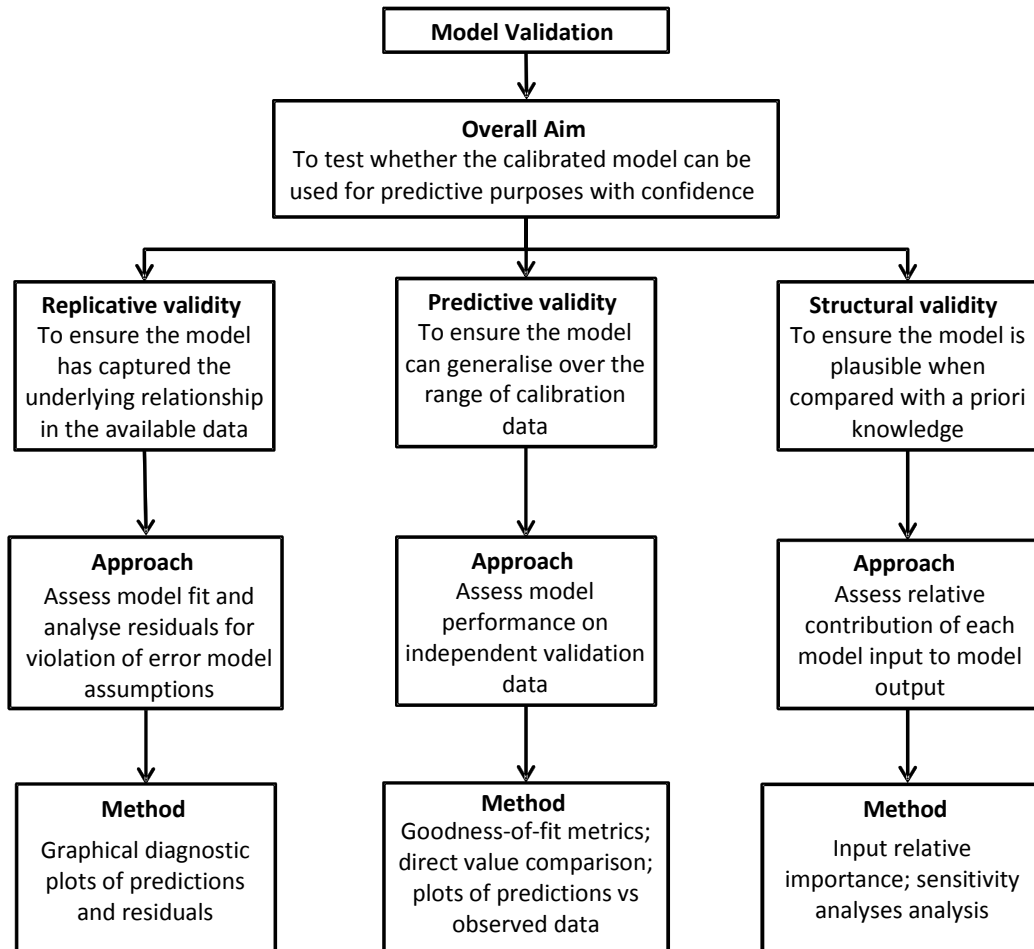 Model Validation
Overall Aim
To test whether the calibrated model can be
used for predictive purposes with confidence
Replicative validity
To ensure the model
has captured the
underlying relationship
in the available data
Predictive validity
To ensure the model
can generalise over the
range of calibration
data
Structural validity
To ensure the model is
plausible when
compared with a priori
knowledge
Approach
Assess model fit and
analyse residuals for
violation of error model
assumptions
Approach
Assess model
performance on
independent validation
data
Approach
Assess relative
contribution of each
model input to model
output
Method
Graphical diagnostic
plots of predictions
and residuals
Method
Goodness-of-fit metrics;
direct value comparison;
plots of predictions vs
observed data
Method
Input relative
importance; sensitivity
analyses analysis